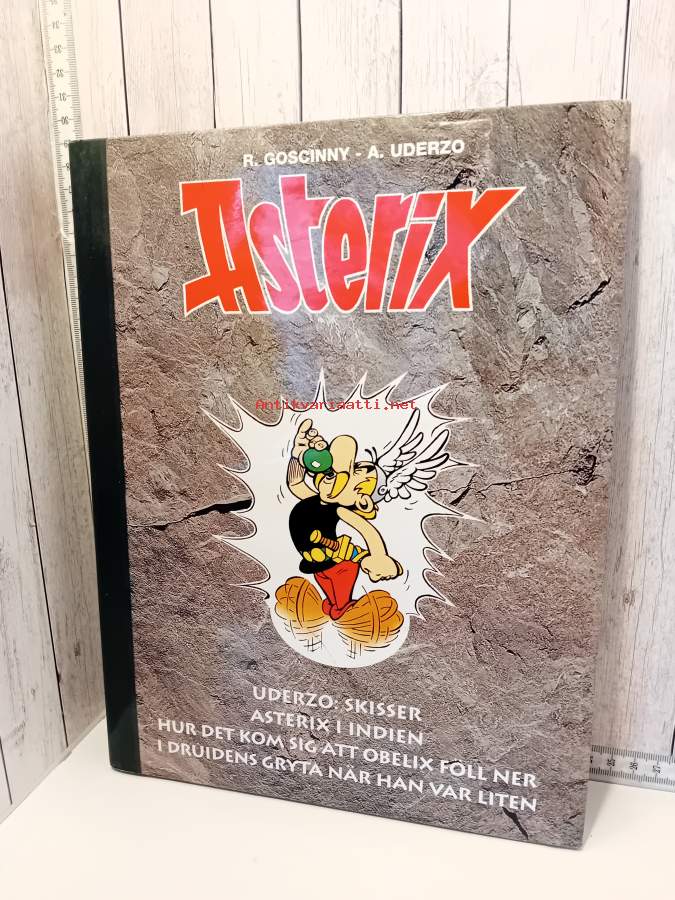 R. GOSCINNY - A. UDERZO
Asterix
Antikvariaatti.net
UDERZO: SKISSER
ASTERIX I INDIEN
HUR DET KOM SIG ATT OBELIX FÖLL NER
I DRUIDENS GRYTA NÄR HAN VAR LITEN